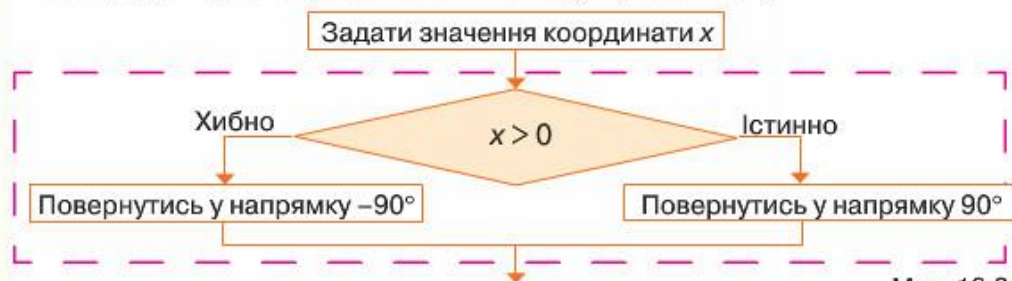 Задати значення координати x
Хибно
x > 0
Істинно
Повернутись у напрямку –90°
Повернутись у напрямку 90°